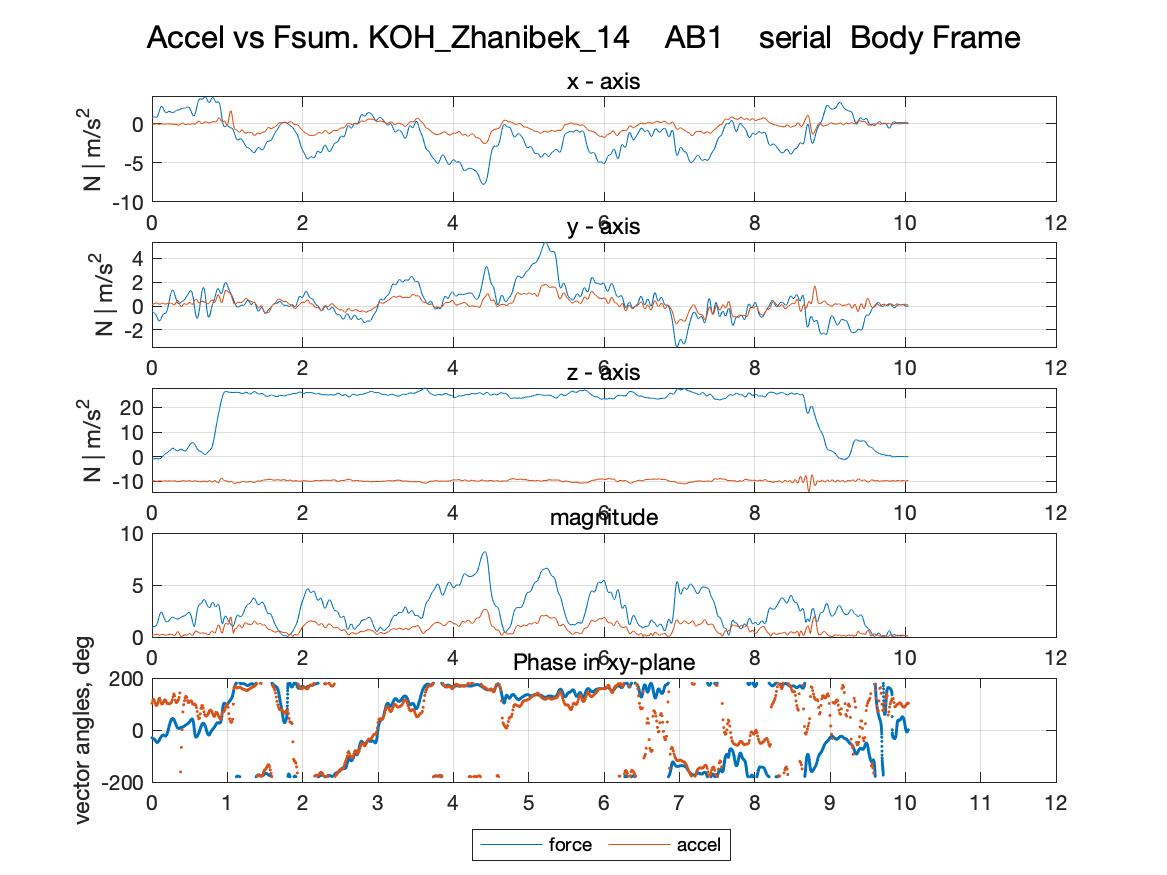 Accel vs Fsum. KOH_Zhanibek_14 AB1 serial Body Frame
x - axis
N | m/s2
0
-5
-10
0 2 4 6 8 10 12
y - axis
N | m/s2
4
2
0
-2
0 2 4 6 8 10 12
z - axis
N | m/s2
20
10
0
-10
0 2 4 6 8 10 12
magnitude
10
5
0
0 2 4 6 8 10 12
Phase in xy-plane
vector angles, deg
200
0
-200
0 1 2 3 4 5 6 7 8 9 10 11 12
force accel